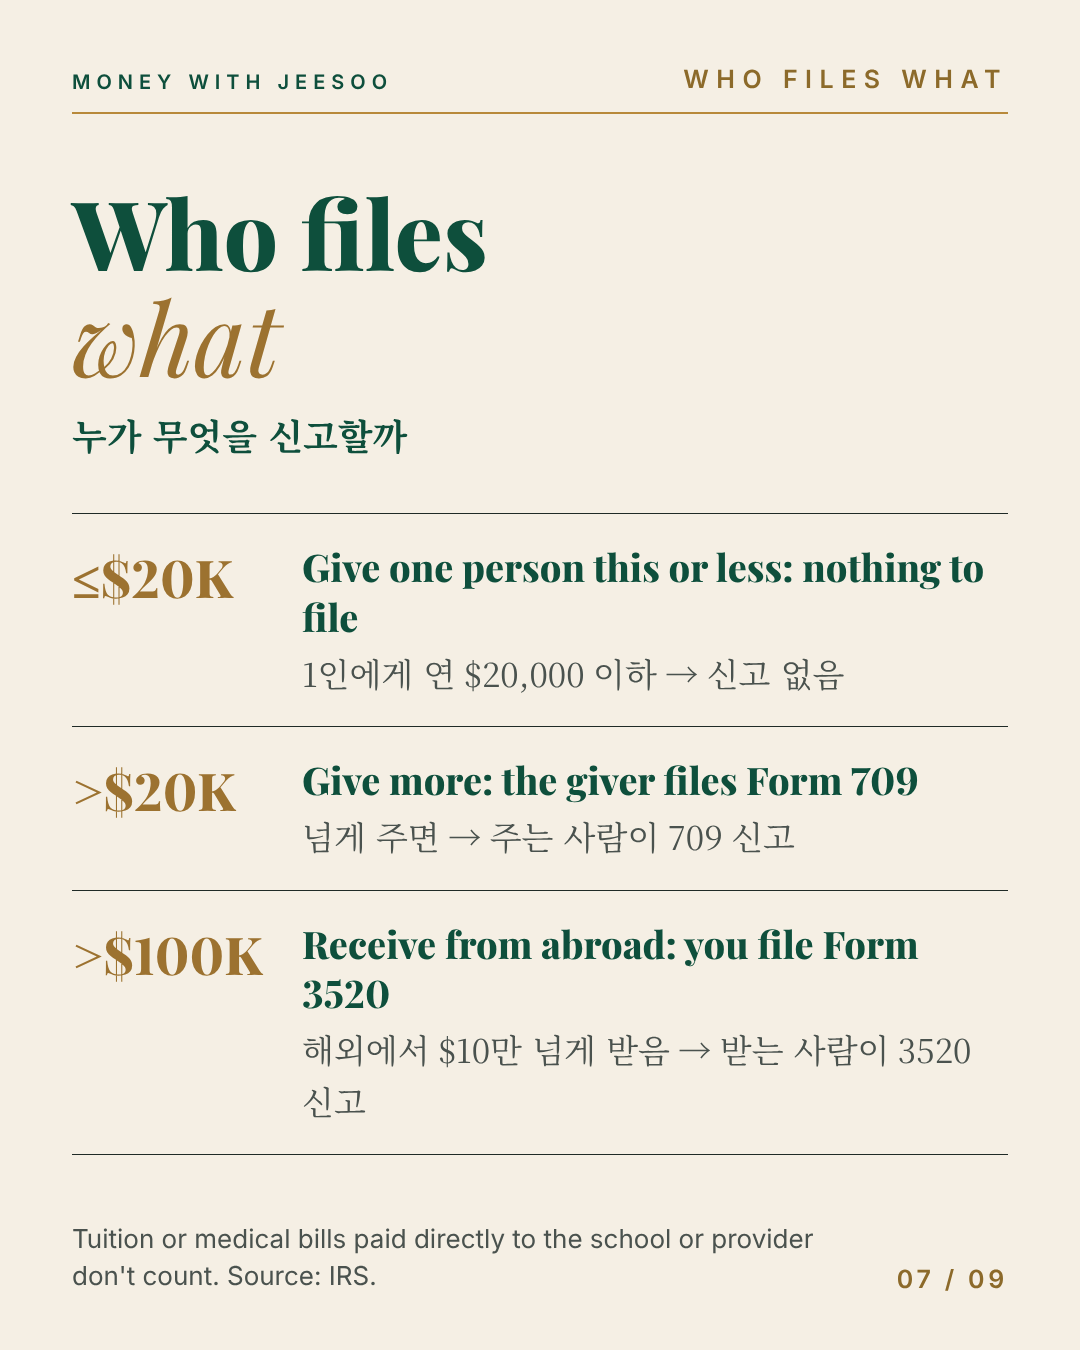 MONEY WITH JEESOO
WHO FILES WHAT
Who files
what
누가 무엇을 신고할까
≤$20K
Give one person this or less: nothing to
file
1인에게 연 $20,000 이하 → 신고 없음
>$20K
Give more: the giver files Form 709
넘게 주면 → 주는 사람이 709 신고
>$100K
Receive from abroad: you file Form
3520
해외에서 $10만 넘게 받음 → 받는 사람이 3520
신고
Tuition or medical bills paid directly to the school or provider
don't count. Source: IRS.
07 / 09